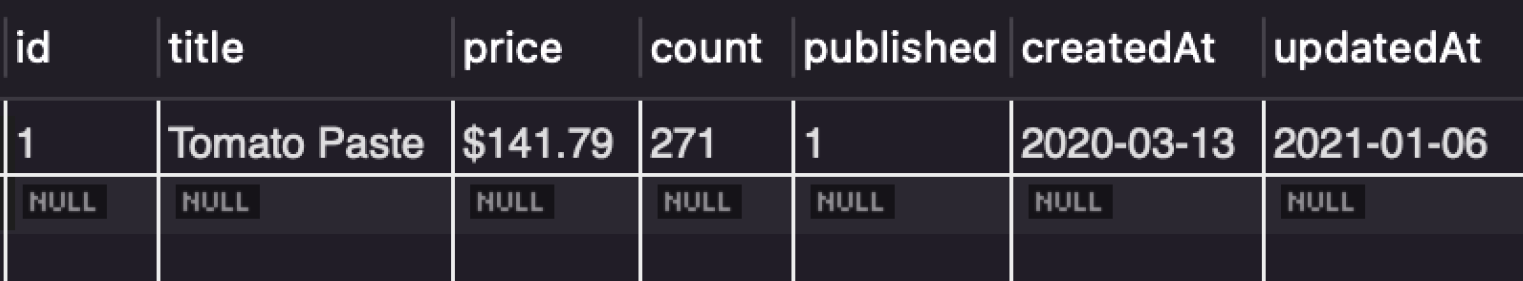 id title price count published createdAt updatedAt
1 Tomato Paste $141.79 271 1 2020-03-13 2021-01-06
NULL NULL NULL NULL NULL NULL NULL